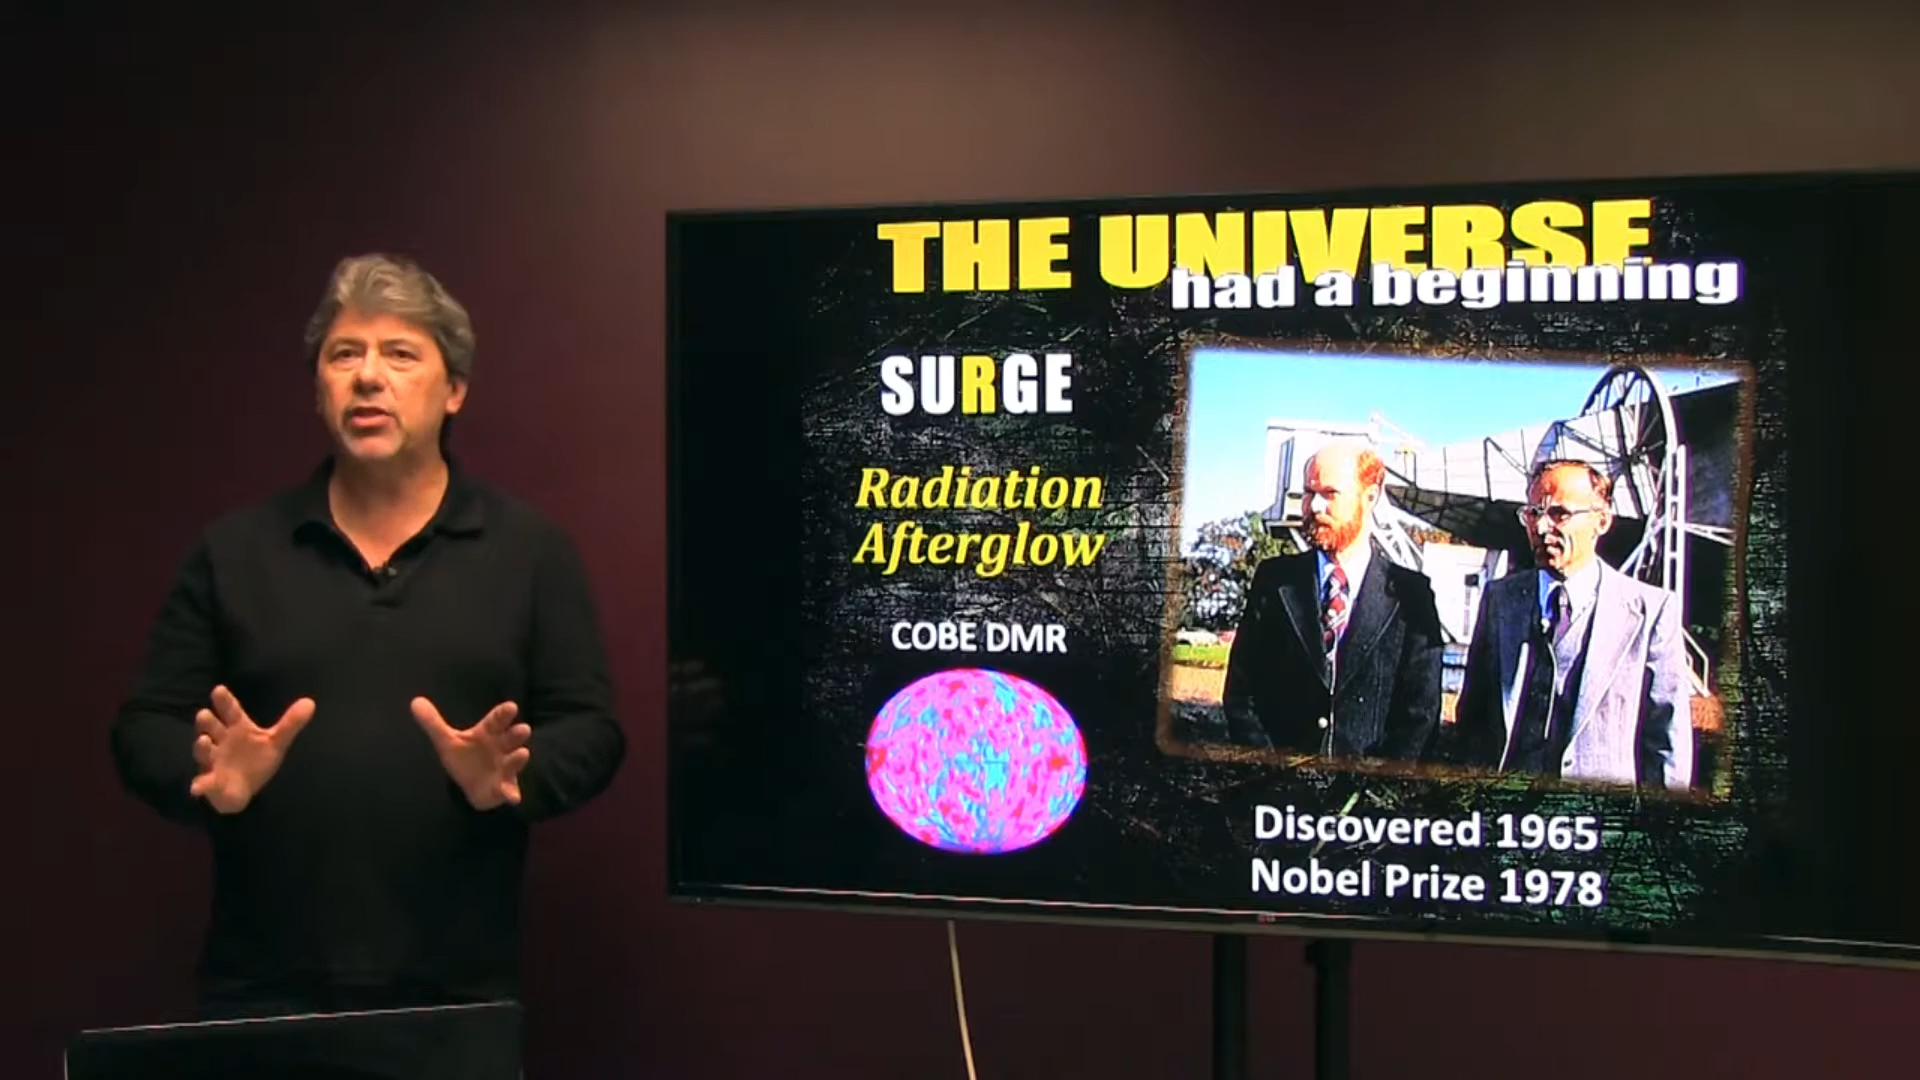 THE UNIVERSE
had a beginning
SURGE
Radiation
Afterglow
COBE DMR
Discovered 1965
Nobel Prize 1978